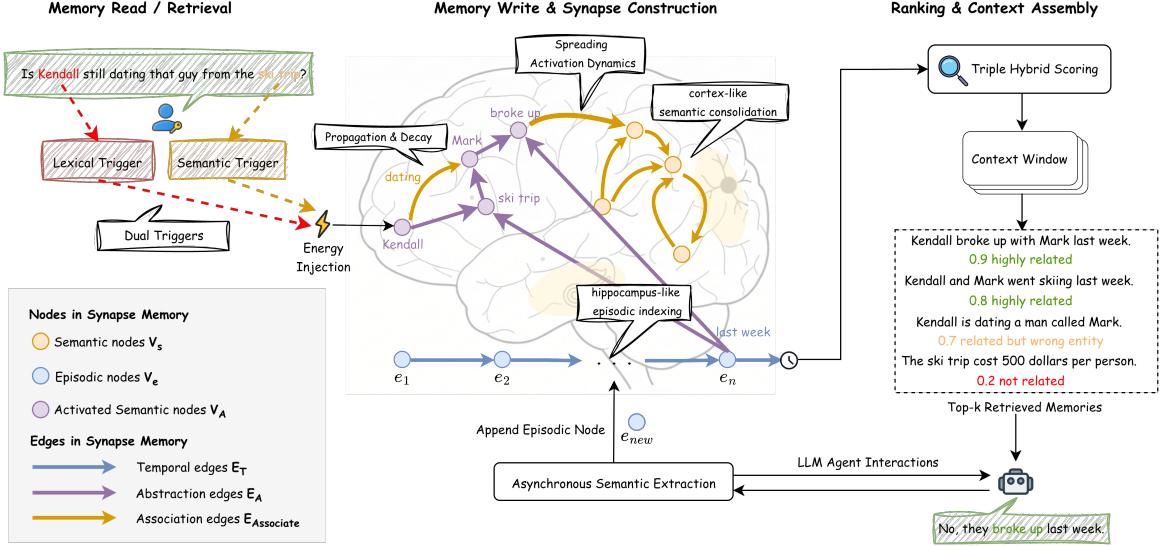 Memory Read / Retrieval
Is Kendall still dating that guy from the ski trip?
Lexical Trigger
Semantic Trigger
Dual Triggers
Energy
Injection
Memory Write & Synapse Construction
Spreading
Activation Dynamics
cortex-like
semantic consolidation
Propagation & Decay
broke up
Mark
dating
ski trip
Kendall
hippocampus-like
episodic indexing
last week
e1
e2
. . .
en
Append Episodic Node
enew
Asynchronous Semantic Extraction
LLM Agent Interactions
Ranking & Context Assembly
Triple Hybrid Scoring
Context Window
Kendall broke up with Mark last week.
0.9 highly related
Kendall and Mark went skiing last week.
0.8 highly related
Kendall is dating a man called Mark.
0.7 related but wrong entity
The ski trip cost 500 dollars per person.
0.2 not related
Top-k Retrieved Memories
No, they broke up last week.
Nodes in Synapse Memory
Semantic nodes Vs
Episodic nodes Ve
Activated Semantic nodes VA
Edges in Synapse Memory
Temporal edges ET
Abstraction edges EA
Association edges EAssociate